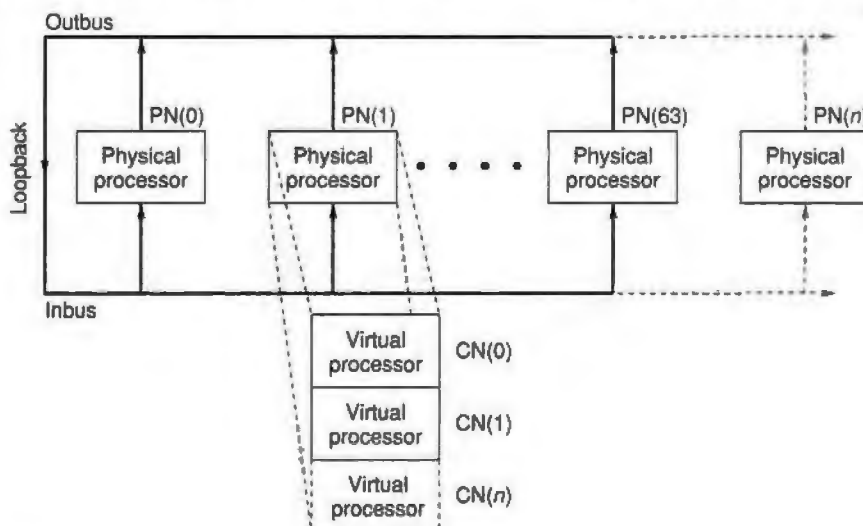 Outbus
PN(0)
PN(1)
PN(63)
PN(n)
Loopback
Physical
processor
Physical
processor
Physical
processor
Physical
processor
Inbus
Virtual
processor
CN(0)
Virtual
processor
CN(1)
Virtual
processor
CN(n)